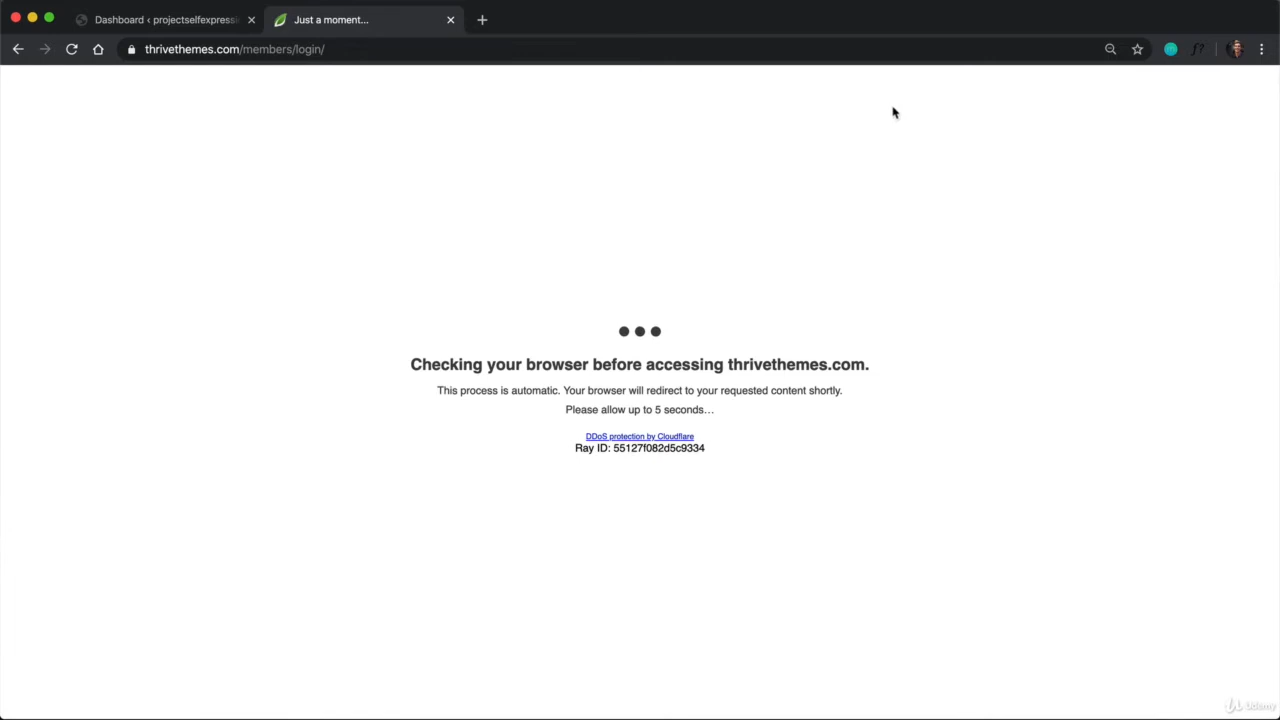 Dashboard ‹ projectselfexpressi
Just a moment...
thrivethemes.com/members/login/
Checking your browser before accessing thrivethemes.com.
This process is automatic. Your browser will redirect to your requested content shortly.
Please allow up to 5 seconds…
DDoS protection by Cloudflare
Ray ID: 55127f082d5c9334
Udemy